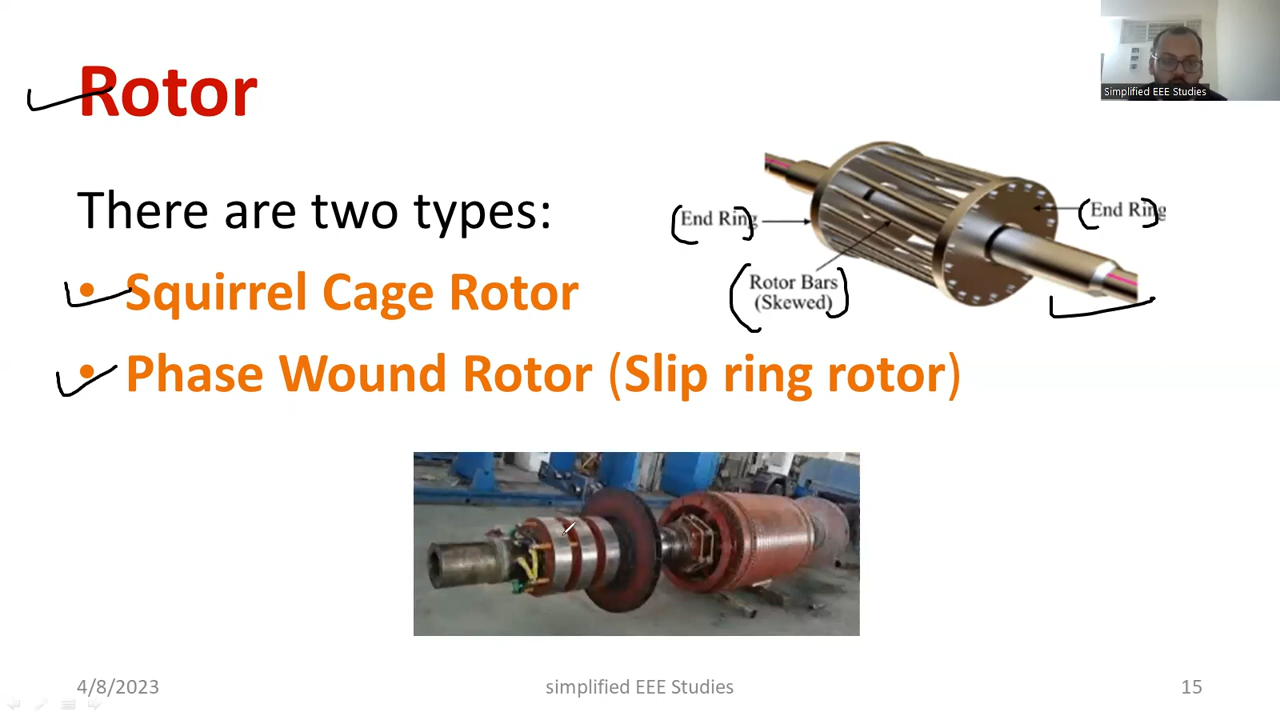 Rotor
Simplified EEE Studies
There are two types:
End Ring
End Ring
Rotor Bars
(Skewed)
• Squirrel Cage Rotor
• Phase Wound Rotor (Slip ring rotor)
4/8/2023
simplified EEE Studies
15